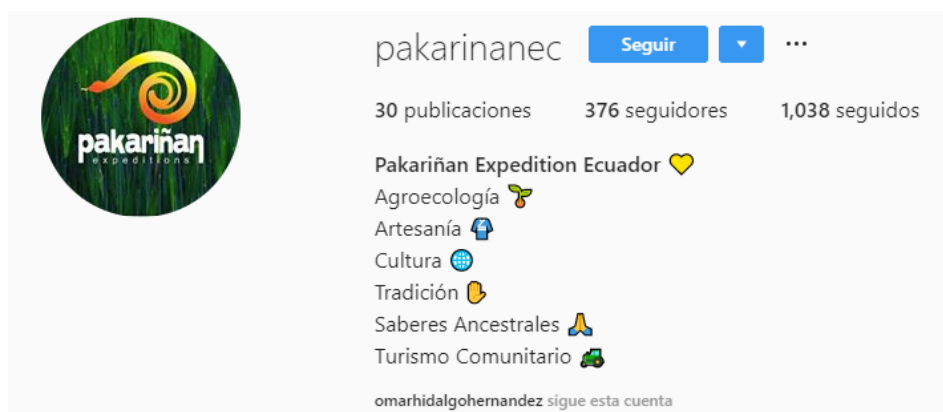 pakariñan
expeditions
pakarinanec Seguir
30 publicaciones 376 seguidores 1,038 seguidos
Pakariñan Expedition Ecuador 💛
Agroecología 🌱
Artesanía 👘
Cultura 🌐
Tradición ✋
Saberes Ancestrales 🙏
Turismo Comunitario 🚜
omarhidalgohernandez sigue esta cuenta